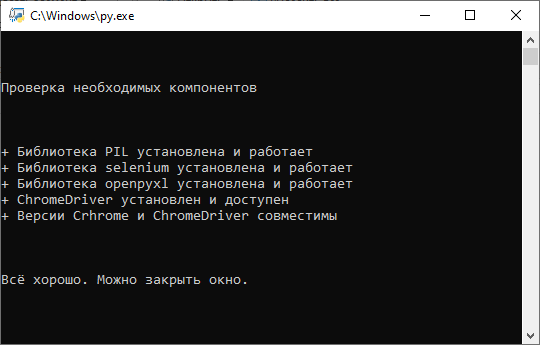 C:\Windows\py.exe
Проверка необходимых компонентов
+ Библиотека PIL установлена и работает
+ Библиотека selenium установлена и работает
+ Библиотека openpyxl установлена и работает
+ ChromeDriver установлен и доступен
+ Версии Crhrome и ChromeDriver совместимы
Всё хорошо. Можно закрыть окно.